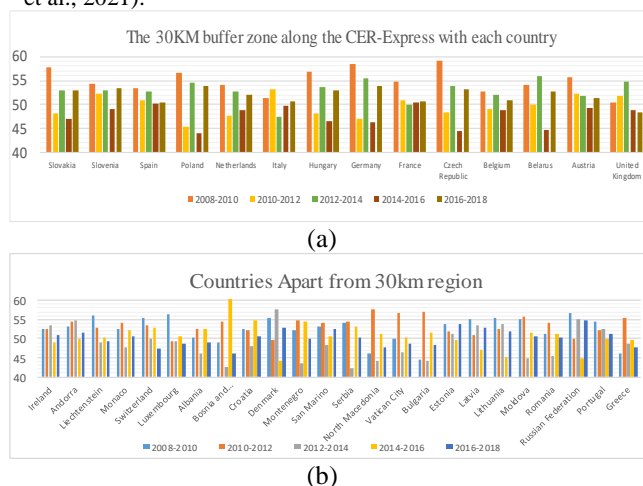 et al., 2021).
The 30KM buffer zone along the CER-Express with each country
60
55
50
45
40
Slovakia Slovenia Spain Poland Netherlands Italy Hungary Germany France Czech Republic Belgium Belarus Austria United Kingdom
2008-2010 2010-2012 2012-2014 2014-2016 2016-2018
(a)
Countries Apart from 30km region
60
55
50
45
40
Ireland Andorra Liechtenstein Monaco Switzerland Luxembourg Albania Bosnia and... Croatia Denmark Montenegro San Marino Serbia North Macedonia Vatican City Bulgaria Estonia Latvia Lithuania Moldova Romania Russian Federation Portugal Greece
2008-2010 2010-2012 2012-2014 2014-2016 2016-2018
(b)